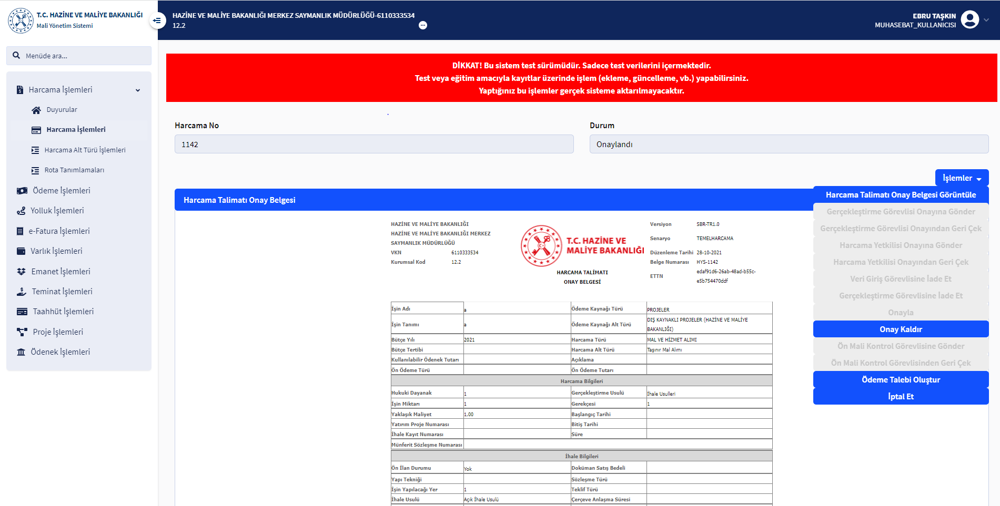 T.C. HAZİNE VE MALİYE BAKANLIĞI
Mali Yönetim Sistemi
HAZİNE VE MALİYE BAKANLIĞI MERKEZ SAYMANLIK MÜDÜRLÜĞÜ-6110333534
12.2
EBRU TAŞKIN
MUHASEBAT_KULLANICISI
Menüde ara...
Harcama İşlemleri
Duyurular
Harcama İşlemleri
Harcama Alt Türü İşlemleri
Rota Tanımlamaları
Ödeme İşlemleri
Yolluk İşlemleri
e-Fatura İşlemleri
Varlık İşlemleri
Emanet İşlemleri
Teminat İşlemleri
Taahhüt İşlemleri
Proje İşlemleri
Ödenek İşlemleri
DİKKAT! Bu sistem test sürümüdür. Sadece test verilerini içermektedir.
Test veya eğitim amacıyla kayıtlar üzerinde işlem (ekleme, güncelleme, vb.) yapabilirsiniz.
Yaptığınız bu işlemler gerçek sisteme aktarılmayacaktır.
.
Harcama No Durum
1142 Onaylandı
İşlemler
Harcama Talimatı Onay Belgesi Görüntüle
Gerçekleştirme Görevlisi Onayına Gönder
Gerçekleştirme Görevlisi Onayından Geri Çek
Harcama Yetkilisi Onayına Gönder
Harcama Yetkilisi Onayından Geri Çek
Veri Giriş Görevlisine İade Et
Gerçekleştirme Görevlisine İade Et
Onayla
Onay Kaldır
Ön Mali Kontrol Görevlisine Gönder
Ön Mali Kontrol Görevlisinden Geri Çek
Ödeme Talebi Oluştur
İptal Et
Harcama Talimatı Onay Belgesi
HAZİNE VE MALİYE BAKANLIĞI
HAZİNE VE MALİYE BAKANLIĞI MERKEZ
SAYMANLIK MÜDÜRLÜĞÜ
VKN 6110333534
Kurumsal Kod 12.2
T.C. HAZİNE VE
MALİYE BAKANLIĞI
HARCAMA TALİMATI
ONAY BELGESİ
Versiyon SBR-TR1.0
Senaryo TEMELHARCAMA
Düzenleme Tarihi 28-10-2021
Belge Numarası HYS-1142
ETTN edaf91d6-26ab-48ad-b55c-
e5b754470ddf
İşin Adı a Ödeme Kaynağı Türü PROJELER
İşin Tanımı a Ödeme Kaynağı Alt Türü DIŞ KAYNAKLI PROJELER (HAZİNE VE MALİYE
BAKANLIĞI)
Bütçe Yılı 2021 Harcama Türü MAL VE HİZMET ALIMI
Bütçe Tertibi Harcama Alt Türü Taşınır Mal Alımı
Kullanılabilir Ödenek Tutarı Açıklama
Ön Ödeme Türü Ön Ödeme Tutarı
Harcama Bilgileri
Hukuki Dayanak 1 Gerçekleştirme Usulü İhale Usulleri
İşin Miktarı 1 Gerekçesi 1
Yaklaşık Maliyet 1,00 Başlangıç Tarihi
Yatırım Proje Numarası Bitiş Tarihi
İhale Kayıt Numarası Süre
Münferit Sözleşme Numarası
İhale Bilgileri
Ön İlan Durumu Yok Doküman Satış Bedeli
Yapı Tekniği Sözleşme Türü
İşin Yapılacağı Yer 1 Teklif Türü
İhale Usulü Açık İhale Usulü Çerçeve Anlaşma Süresi